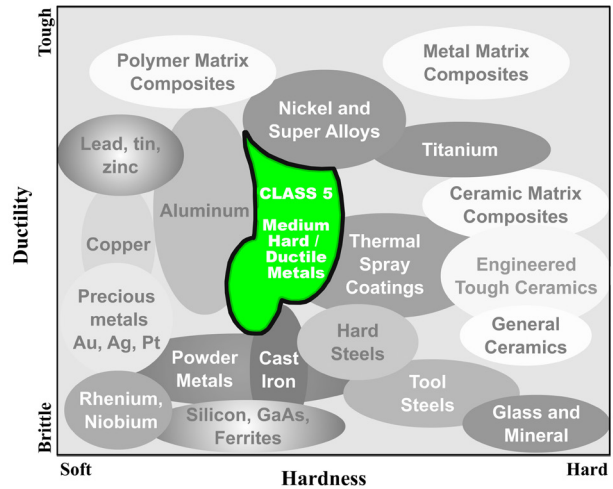 Tough
Polymer Matrix
Composites
Metal Matrix
Composites
Nickel and
Super Alloys
Lead, tin,
zinc
Titanium
CLASS 5
Medium
Hard /
Ductile
Metals
Aluminum
Ceramic Matrix
Composites
Ductility
Copper
Thermal
Spray
Coatings
Engineered
Tough Ceramics
Precious
metals
Au, Ag, Pt
General
Ceramics
Hard
Steels
Powder
Metals
Cast
Iron
Tool
Steels
Rhenium,
Niobium
Silicon, GaAs,
Ferrites
Glass and
Mineral
Brittle
Soft
Hardness
Hard